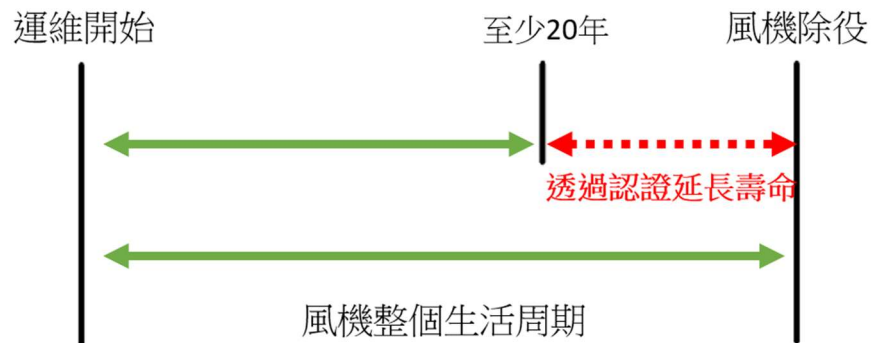 運維開始
至少20年
風機除役
透過認證延長壽命
風機整個生活周期